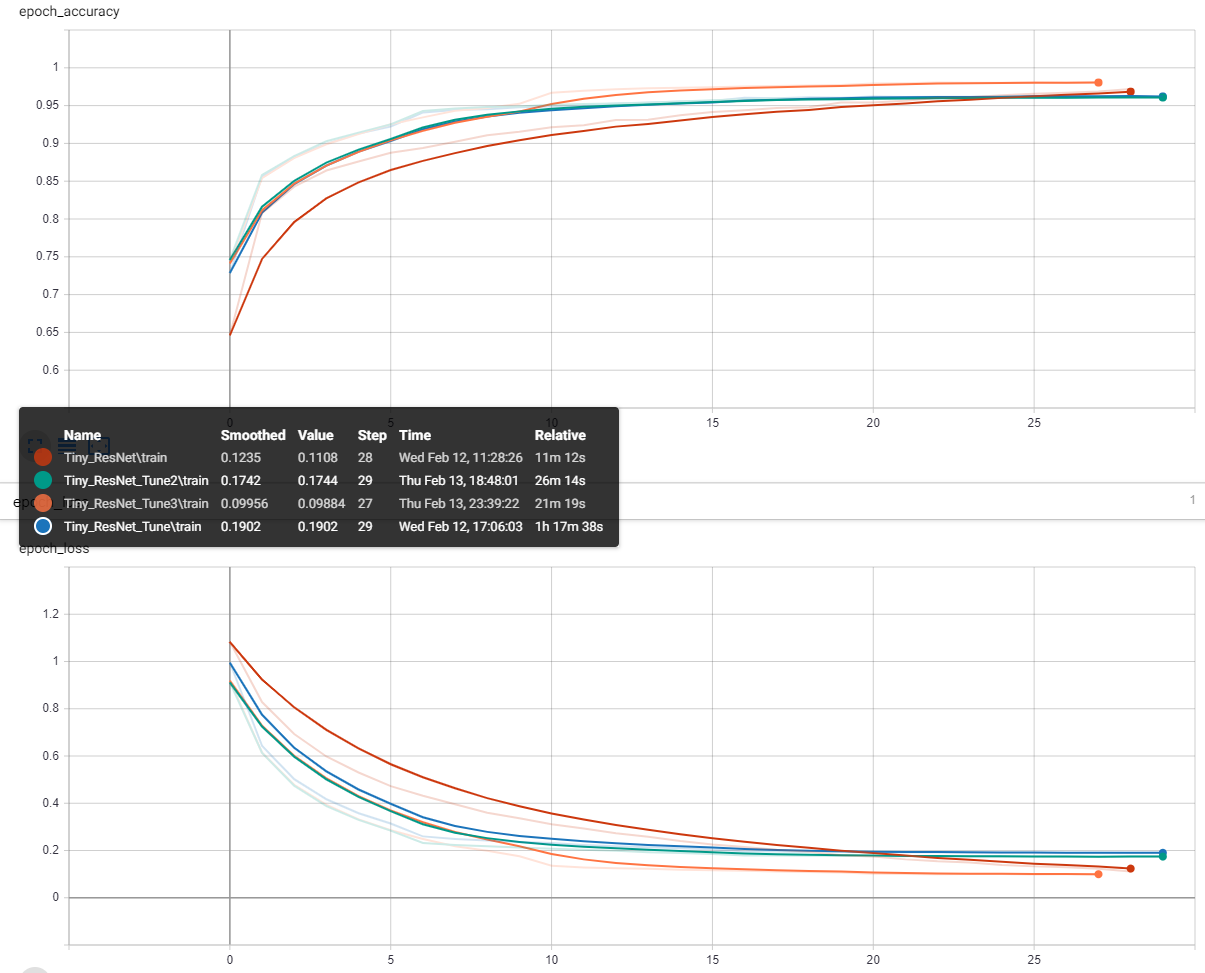 epoch_accuracy
1
0.95
0.9
0.85
0.8
0.75
0.7
0.65
0.6
0 5 10 15 20 25
Name Smoothed Value Step Time Relative
Tiny_ResNet\train 0.1235 0.1108 28 Wed Feb 12, 11:28:26 11m 12s
Tiny_ResNet_Tune2\train 0.1742 0.1744 29 Thu Feb 13, 18:48:01 26m 14s
Tiny_ResNet_Tune3\train 0.09956 0.09884 27 Thu Feb 13, 23:39:22 21m 19s
Tiny_ResNet_Tune\train 0.1902 0.1902 29 Wed Feb 12, 17:06:03 1h 17m 38s
1
epoch_loss
1.2
1
0.8
0.6
0.4
0.2
0
0 5 10 15 20 25